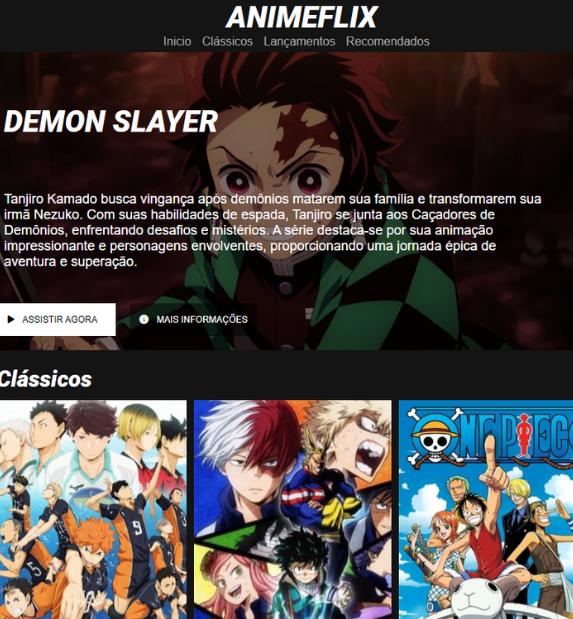 ANIMEFLIX
Inicio Clássicos Lançamentos Recomendados
DEMON SLAYER
Tanjiro Kamado busca vingança após demônios matarem sua família e transformarem sua
irmã Nezuko. Com suas habilidades de espada, Tanjiro se junta aos Caçadores de
Demônios, enfrentando desafios e mistérios. A série destaca-se por sua animação
impressionante e personagens envolventes, proporcionando uma jornada épica de
aventura e superação.
ASSISTIR AGORA MAIS INFORMAÇÕES
Clássicos
ONE PIEC